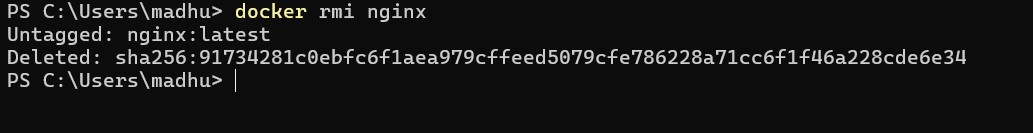 PS C:\Users\madhu> docker rmi nginx
Untagged: nginx:latest
Deleted: sha256:91734281c0ebfc6f1aea979cffeed5079cfe786228a71cc6f1f46a228cde6e34
PS C:\Users\madhu>